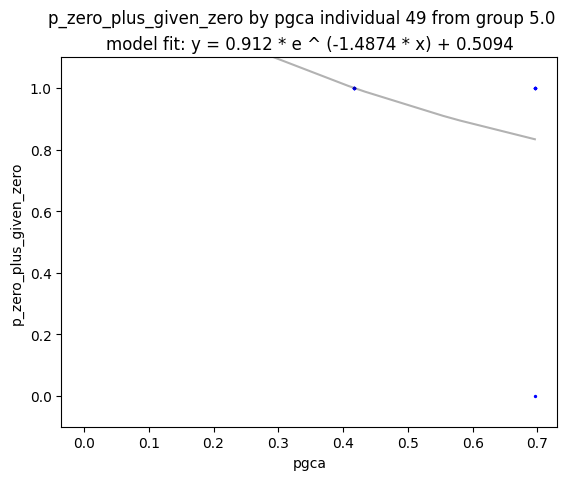 p_zero_plus_given_zero by pgca individual 49 from group 5.0
model fit: y = 0.912 * e ^ (-1.4874 * x) + 0.5094
p_zero_plus_given_zero
1.0
0.8
0.6
0.4
0.2
0.0
0.0 0.1 0.2 0.3 0.4 0.5 0.6 0.7
pgca